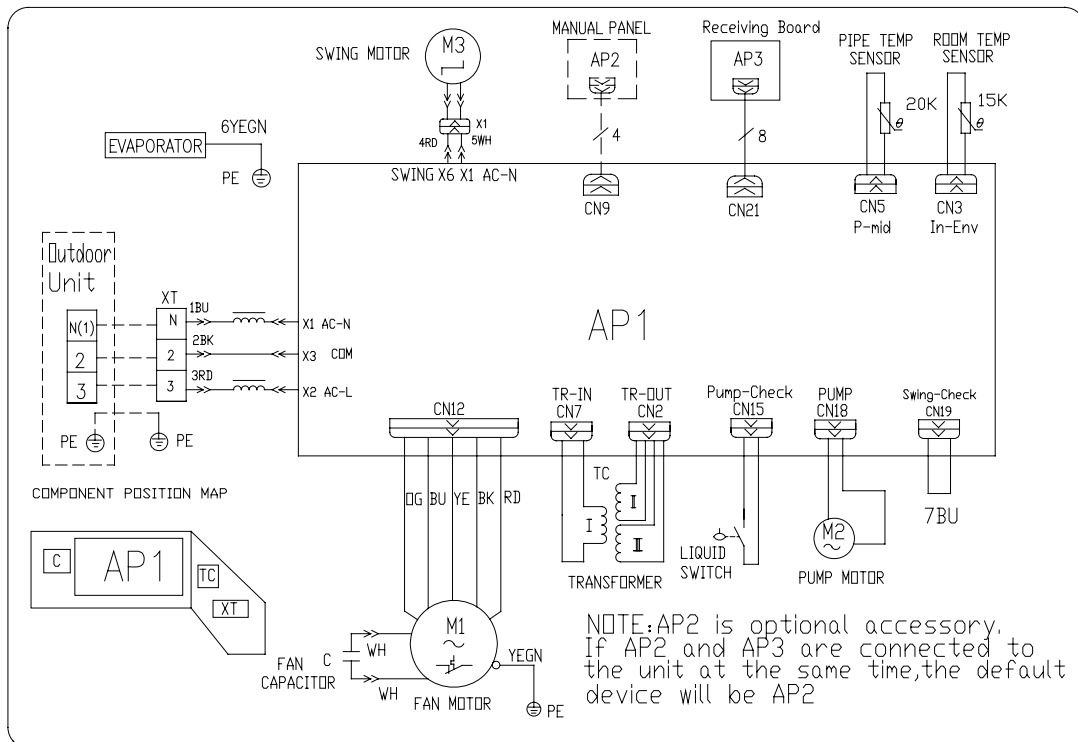 MANUAL PANEL
Receiving Board
PIPE TEMP
SENSOR
ROOM TEMP
SENSOR
SWING MOTOR
M3
AP2
AP3
20K
θ
15K
θ
X1
4RD
5WH
4
8
EVAPORATOR
6YEGN
PE
SWING X6 X1 AC-N
CN9
CN21
CN5
P-mid
CN3
In-Env
Outdoor
Unit
XT
N(1)
N
1BU
X1 AC-N
2
2
2BK
X3 COM
3
3
3RD
X2 AC-L
PE
PE
AP1
CN12
TR-IN
CN7
TR-OUT
CN2
Pump-Check
CN15
PUMP
CN18
Swing-Check
CN19
OG
BU
YE
BK
RD
TC
I
I
II
TRANSFORMER
LIQUID
SWITCH
M2
PUMP MOTOR
7BU
COMPONENT POSITION MAP
C
AP1
TC
XT
M1
FAN
CAPACITOR
C
WH
WH
FAN MOTOR
YEGN
PE
NOTE:AP2 is optional accessory.
If AP2 and AP3 are connected to
the unit at the same time,the default
device will be AP2